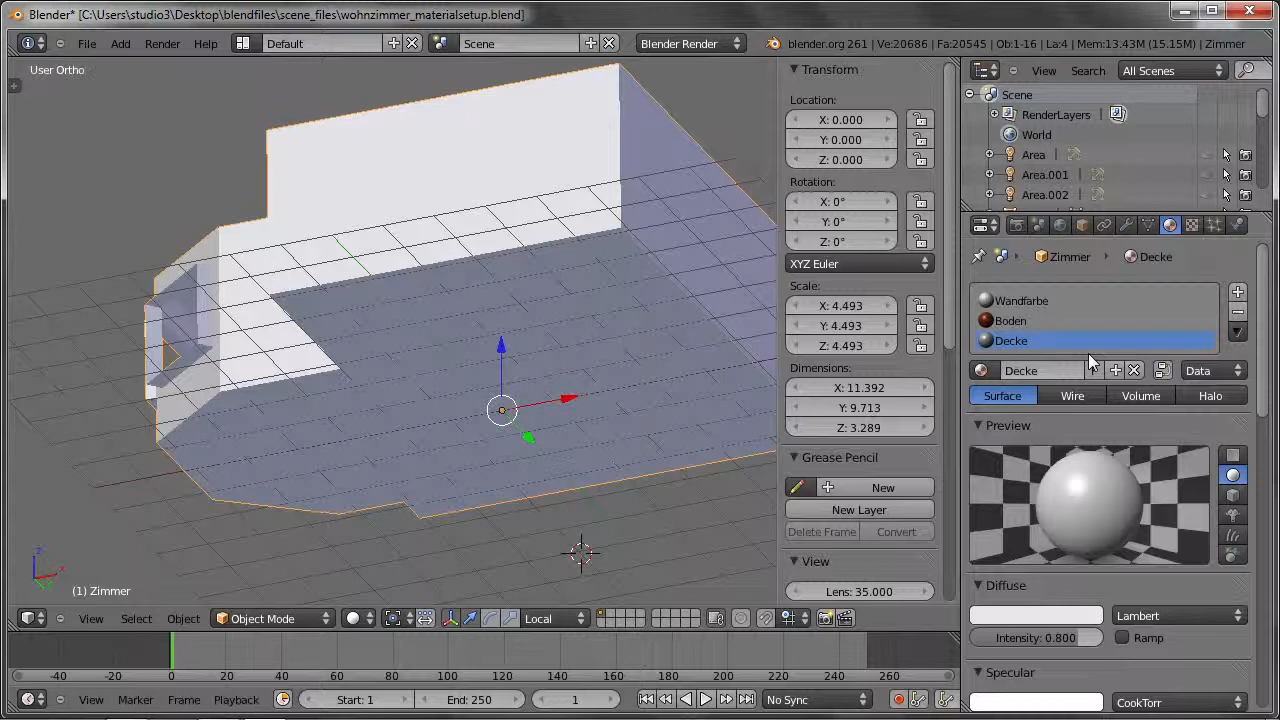 Blender* [C:\Users\studio3\Desktop\blendfiles\scene_files\wohnzimmer_materialsetup.blend]
File Add Render Help Default Scene Blender Render blender.org 261 | Ve:20686 | Fa:20545 | Ob:1-16 | La:4 | Mem:13.43M (15.15M) | Zimmer
User Ortho
Transform
Location:
X: 0.000
Y: 0.000
Z: 0.000
Rotation:
X: 0°
Y: 0°
Z: 0°
XYZ Euler
Scale:
X: 4.493
Y: 4.493
Z: 4.493
Dimensions:
X: 11.392
Y: 9.713
Z: 3.289
Grease Pencil
New
New Layer
Delete Frame Convert
View
Lens: 35.000
(1) Zimmer
View Select Object Object Mode Local
-40 -20 0 20 40 60 80 100 120 140 160 180 200 220 240 260
View Marker Frame Playback Start: 1 End: 250 1 No Sync
View Search All Scenes
Scene
RenderLayers
World
Area
Area.001
Area.002
Zimmer Decke
Wandfarbe
Boden
Decke
Decke Data
Surface Wire Volume Halo
Preview
Diffuse
Lambert
Intensity: 0.800 Ramp
Specular
CookTorr